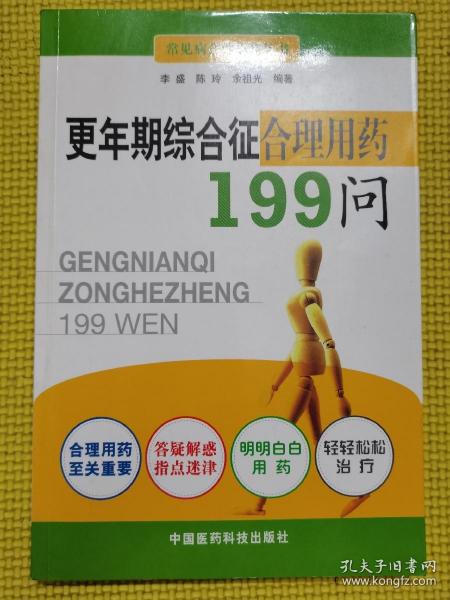 常见病
李盛 陈玲 余祖光 编著
更年期综合征合理用药
199问
GENGNIANQI
ZONGHEZHENG
199 WEN
合理用药
至关重要
答疑解惑
指点迷津
明明白白
用药
轻轻松松
治疗
中国医药科技出版社
孔夫子旧书网
www.kongfz.com